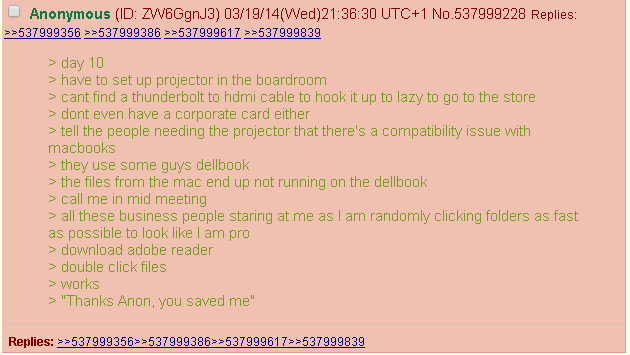 Anonymous (ID: ZW6GgnJ3) 03/19/14(Wed)21:36:30 UTC+1 No.537999228 Replies:
>>537999356 >>537999386 >>537999617 >>537999839
> day 10
> have to set up projector in the boardroom
> cant find a thunderbolt to hdmi cable to hook it up to lazy to go to the store
> dont even have a corporate card either
> tell the people needing the projector that there's a compatibility issue with
macbooks
> they use some guys dellbook
> the files from the mac end up not running on the dellbook
> call me in mid meeting
> all these business people staring at me as I am randomly clicking folders as fast
as possible to look like I am pro
> download adobe reader
> double click files
> works
> "Thanks Anon, you saved me"
Replies: >>537999356>>537999386>>537999617>>537999839